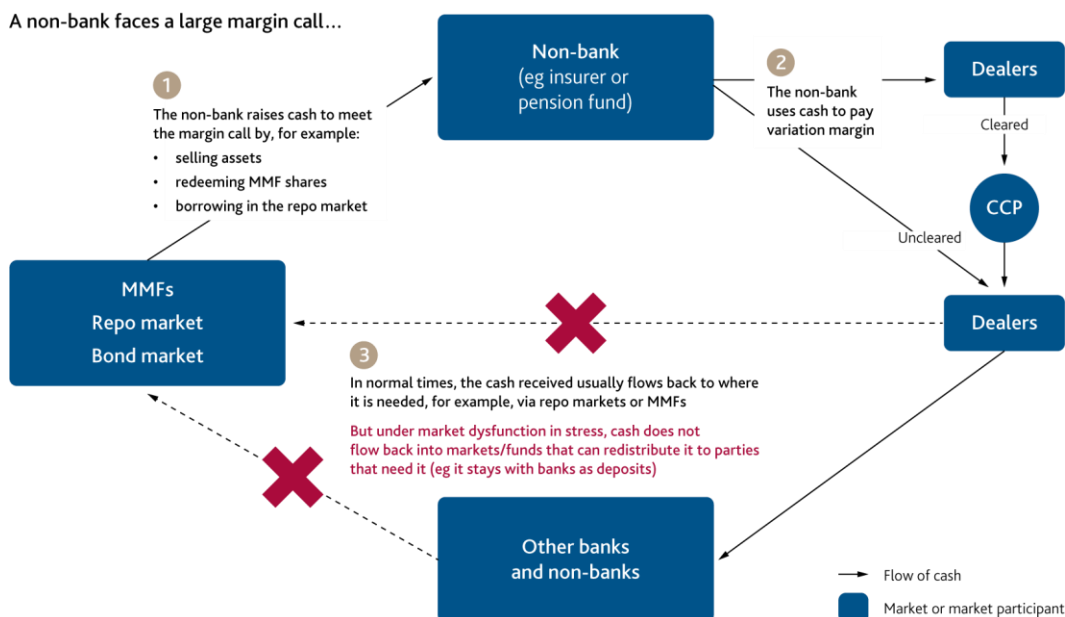 A non-bank faces a large margin call...
1
The non-bank raises cash to meet
the margin call by, for example:
• selling assets
• redeeming MMF shares
• borrowing in the repo market
Non-bank
(eg insurer or
pension fund)
2
The non-bank
uses cash to pay
variation margin
Dealers
Cleared
CCP
Uncleared
Dealers
MMFs
Repo market
Bond market
3
In normal times, the cash received usually flows back to where
it is needed, for example, via repo markets or MMFs
But under market dysfunction in stress, cash does not
flow back into markets/funds that can redistribute it to parties
that need it (eg it stays with banks as deposits)
Other banks
and non-banks
Flow of cash
Market or market participant